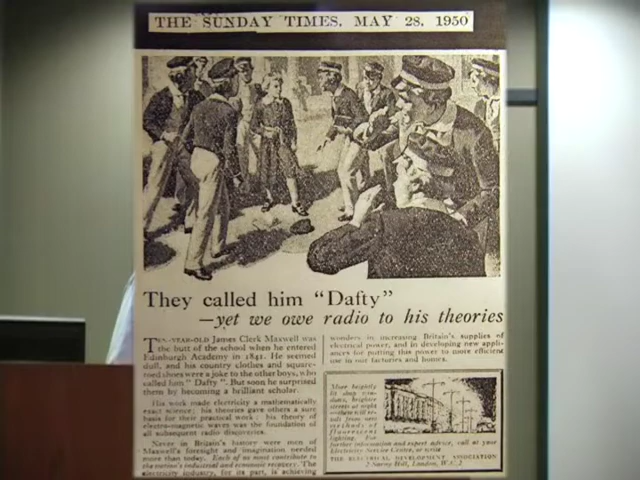 THE SUNDAY TIMES, MAY 28, 1950
They called him "Dafty"
—yet we owe radio to his theories
TEN-YEAR-OLD James Clerk Maxwell was
the butt of the school when he entered
Edinburgh Academy in 1841. He seemed
dull, and his country clothes and square-
toed shoes were a joke to the other boys, who
called him "Dafty". But soon he surprised
them by becoming a brilliant scholar.
His work made electricity a mathematically
exact science; his theories gave others a sure
basis for their practical work; his theory of
electro-magnetic waves was the foundation of
all subsequent radio discoveries.
Never in Britain's history were men of
Maxwell's foresight and imagination needed
more than today. Each of us must contribute to
the nation's industrial and economic recovery. The
electricity industry, for its part, is achieving
wonders in increasing Britain's supplies of
electrical power, and in developing new appli-
ances for putting this power to more efficient
use in our factories and homes.
More brightly
lit shop win-
dows, brighter
streets at night
—these will re-
sult from new
methods of
fluorescent
lighting. For
further information and expert advice, call at your
Electricity Service Centre, or write
THE ELECTRICAL DEVELOPMENT ASSOCIATION
2 Savoy Hill, London, W.C.2